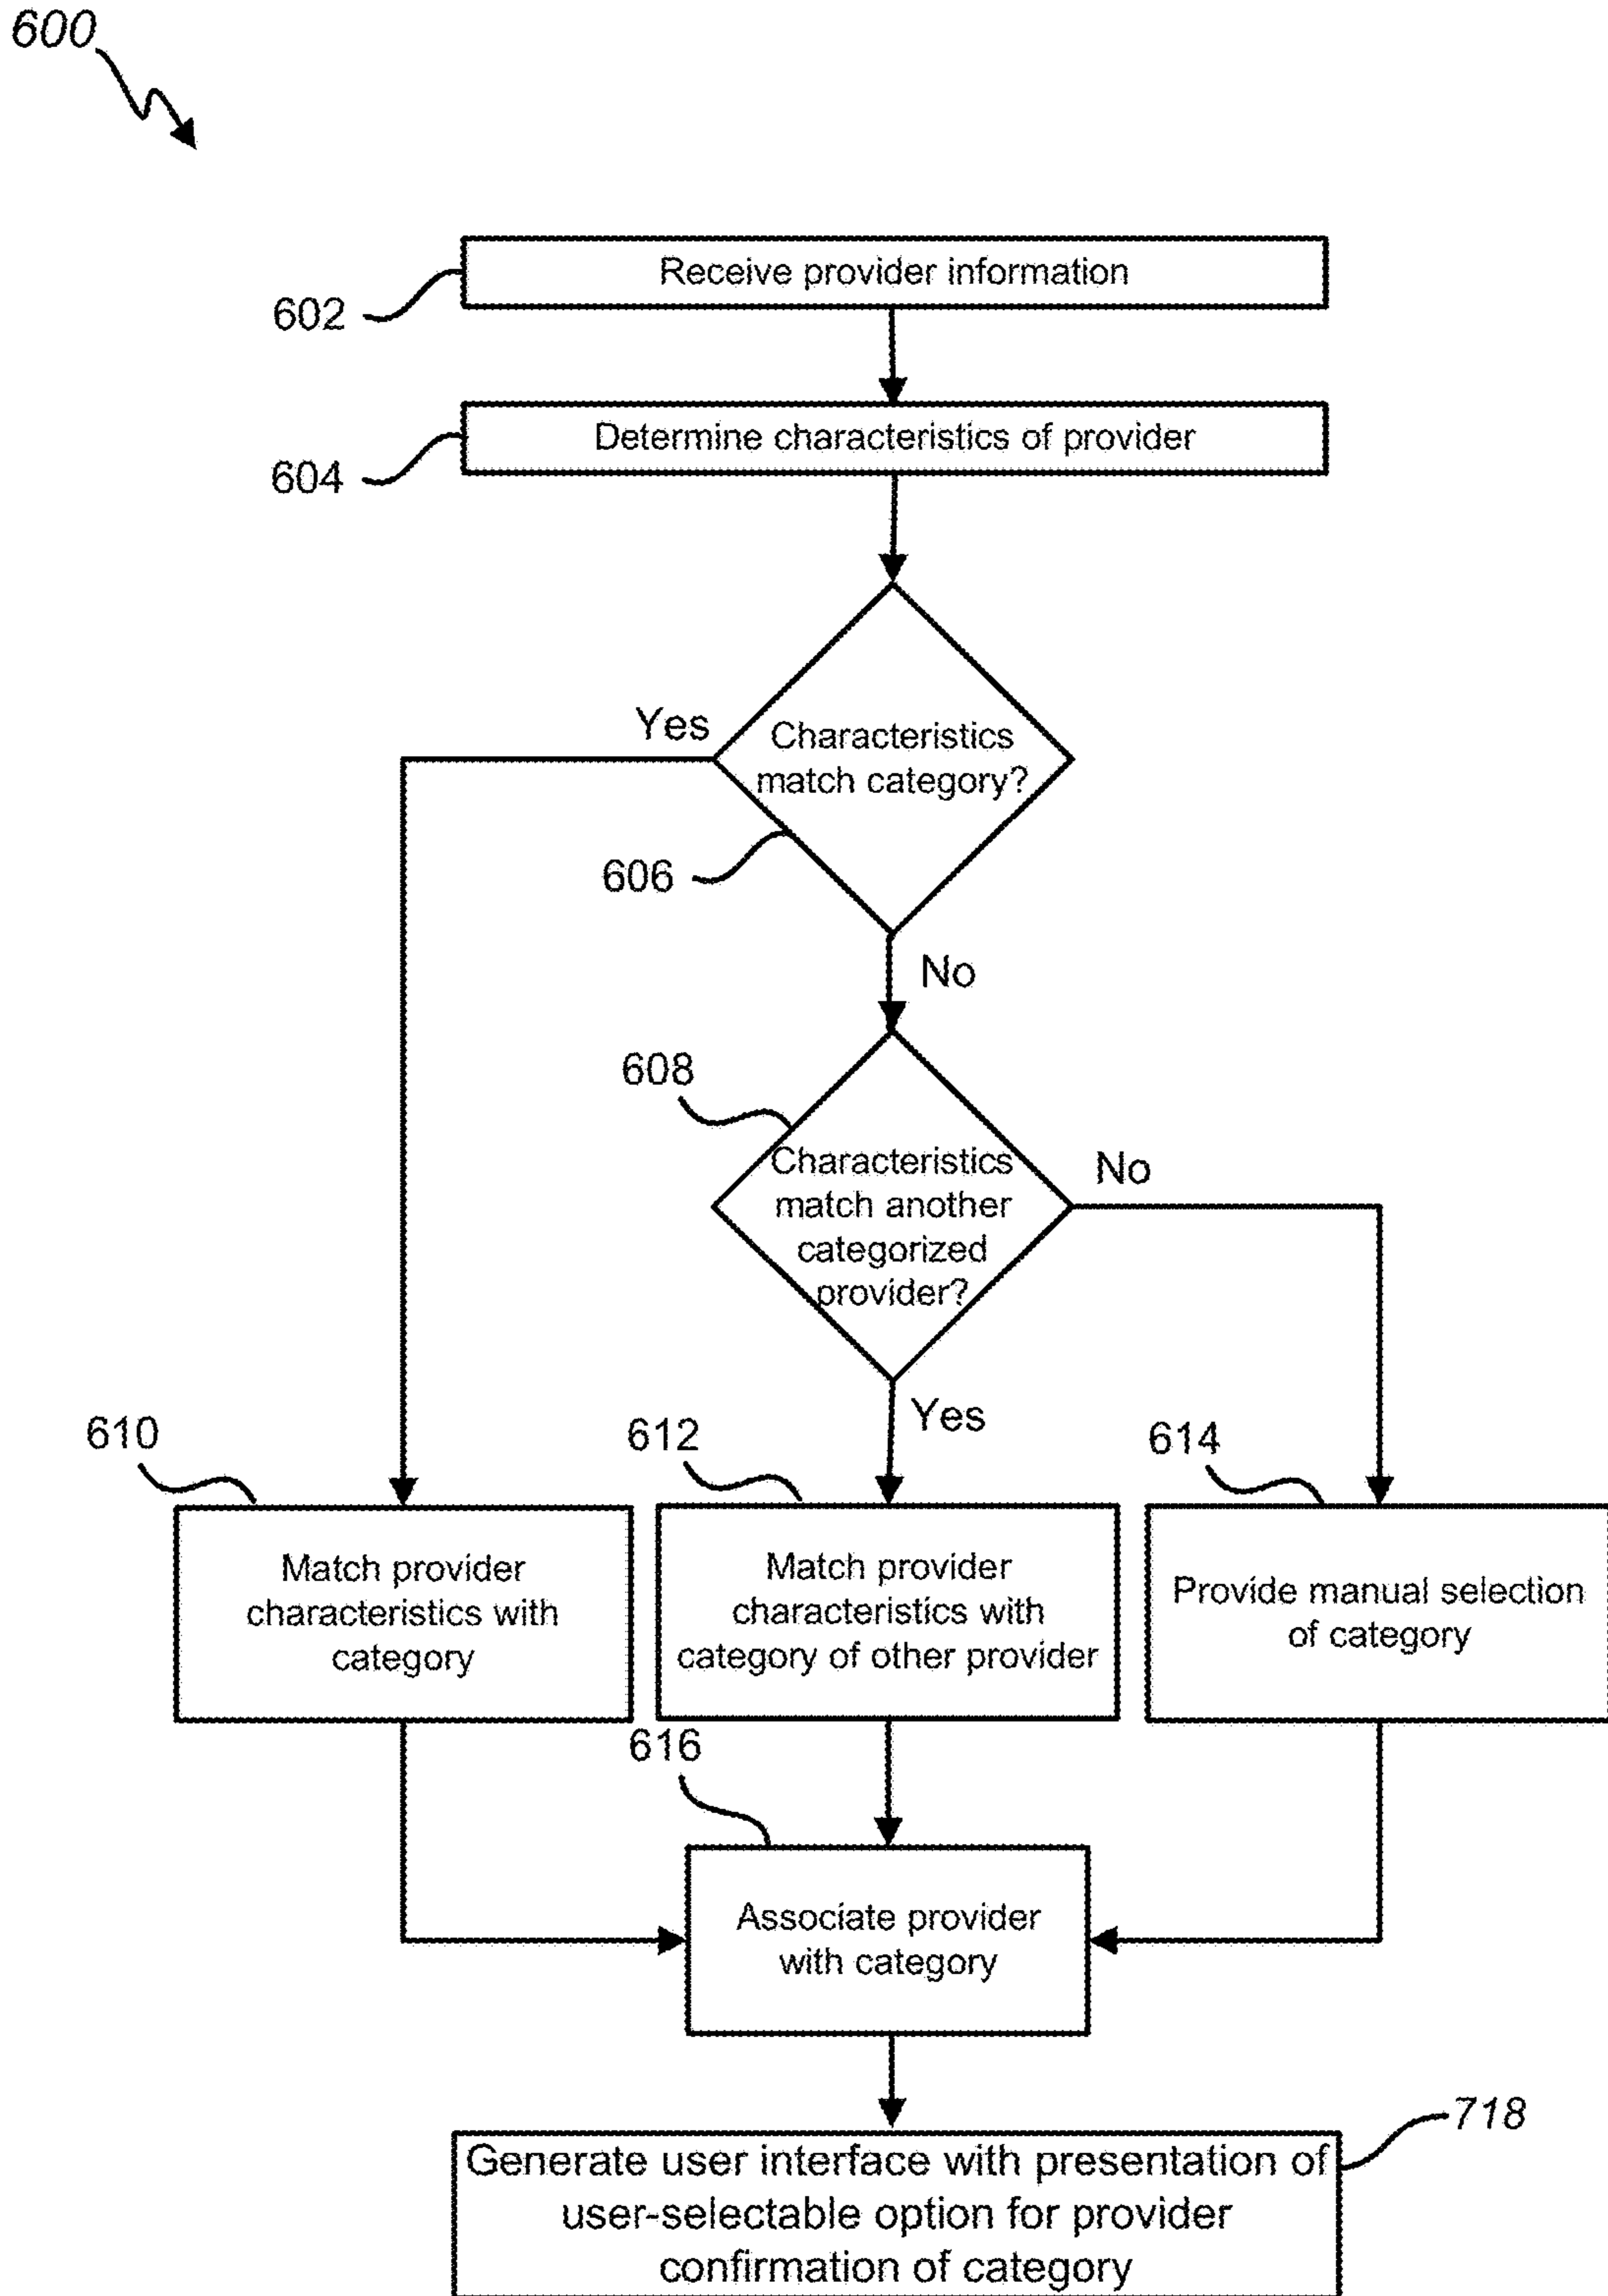 600
Receive provider information
602
Determine characteristics of provider
604
Yes
Characteristics
match category?
606
No
608
Characteristics
match another
categorized
provider?
No
Yes
610
612
614
Match provider
characteristics with
category
Match provider
characteristics with
category of other provider
Provide manual selection
of category
616
Associate provider
with category
718
Generate user interface with presentation of
user-selectable option for provider
confirmation of category